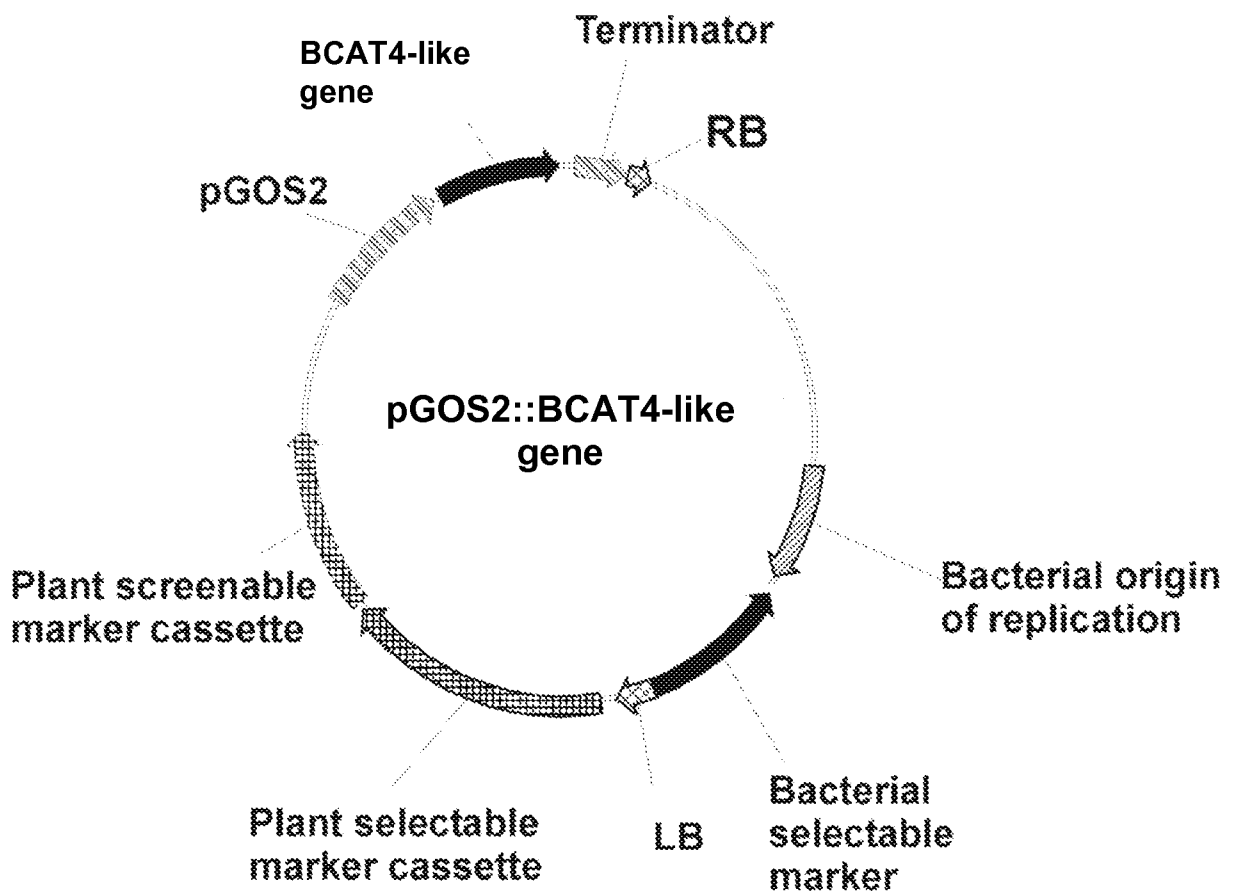 Terminator
BCAT4-like
gene
RB
pGOS2
pGOS2::BCAT4-like
gene
Plant screenable
marker cassette
Bacterial origin
of replication
Plant selectable
marker cassette
LB
Bacterial
selectable
marker